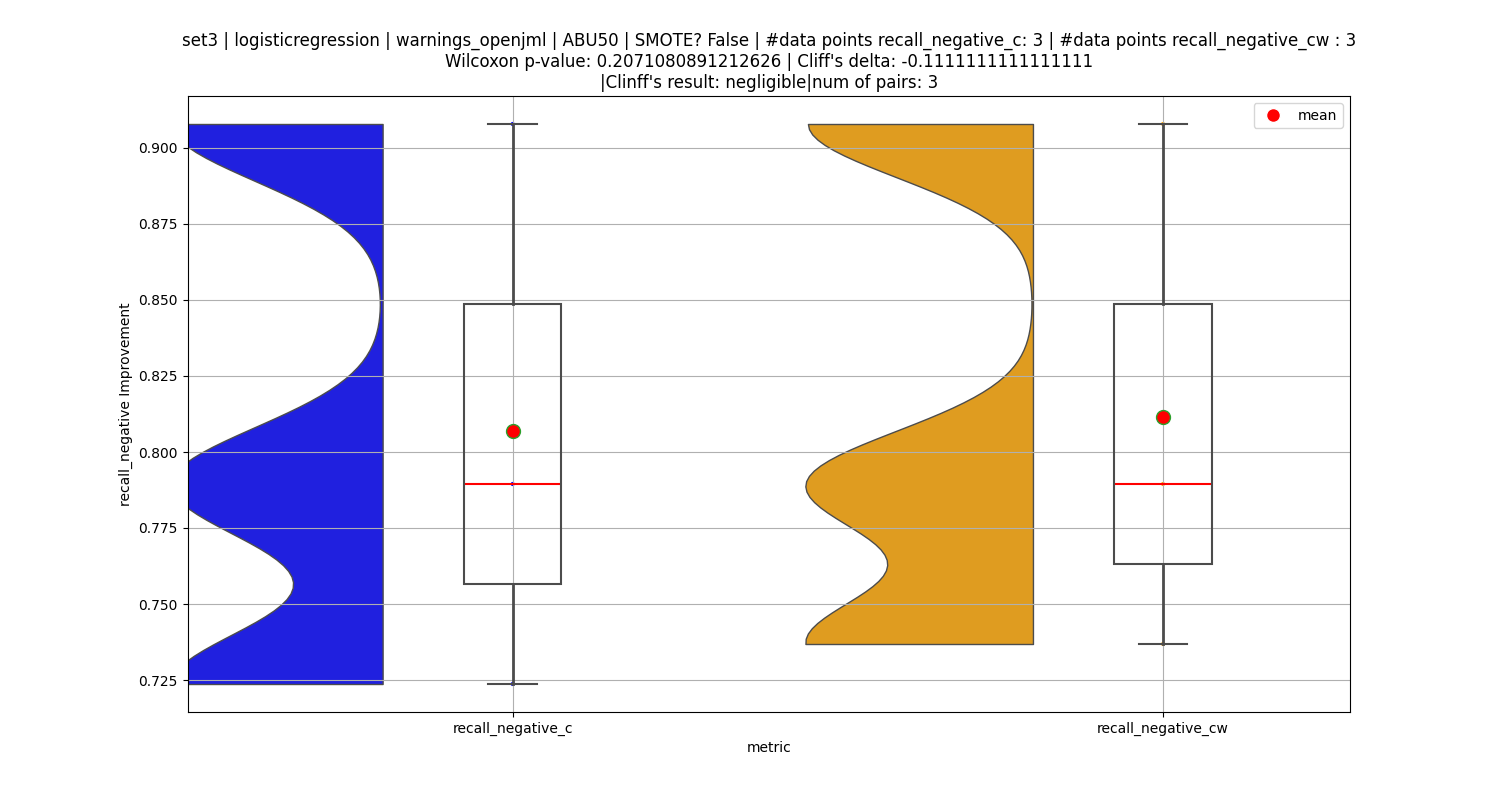 set3 | logisticregression | warnings_openjml | ABU50 | SMOTE? False | #data points recall_negative_c: 3 | #data points recall_negative_cw : 3
Wilcoxon p-value: 0.2071080891212626 | Cliff's delta: -0.1111111111111111
|Clinff's result: negligible|num of pairs: 3
mean
0.900
0.875
0.850
0.825
0.800
0.775
0.750
0.725
recall_negative Improvement
recall_negative_c
recall_negative_cw
metric